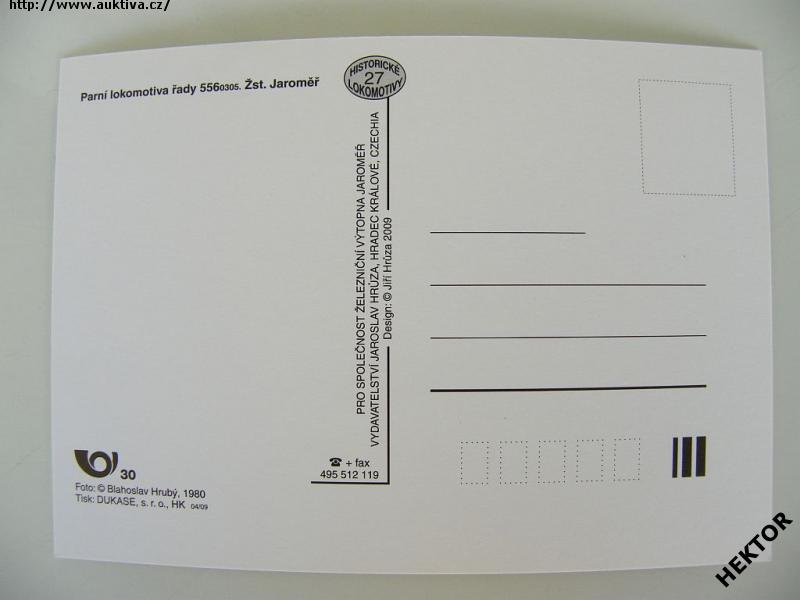 http://www.auktiva.cz/
Parní lokomotiva řady 5560305. Žst. Jaroměř
HISTORICKÉ
27
LOKOMOTIVY
PRO SPOLEČNOST ŽELEZNIČNÍ VÝTOPNA JAROMĚŘ
VYDAVATELSTVÍ JAROSLAV HRŮZA, HRADEC KRÁLOVÉ, CZECHIA
Design: © Jiří Hrůza 2009
☎ + fax
495 512 119
30
Foto: © Blahoslav Hrubý, 1980
Tisk: DUKASE, s. r. o., HK 04/09
HEKTOR